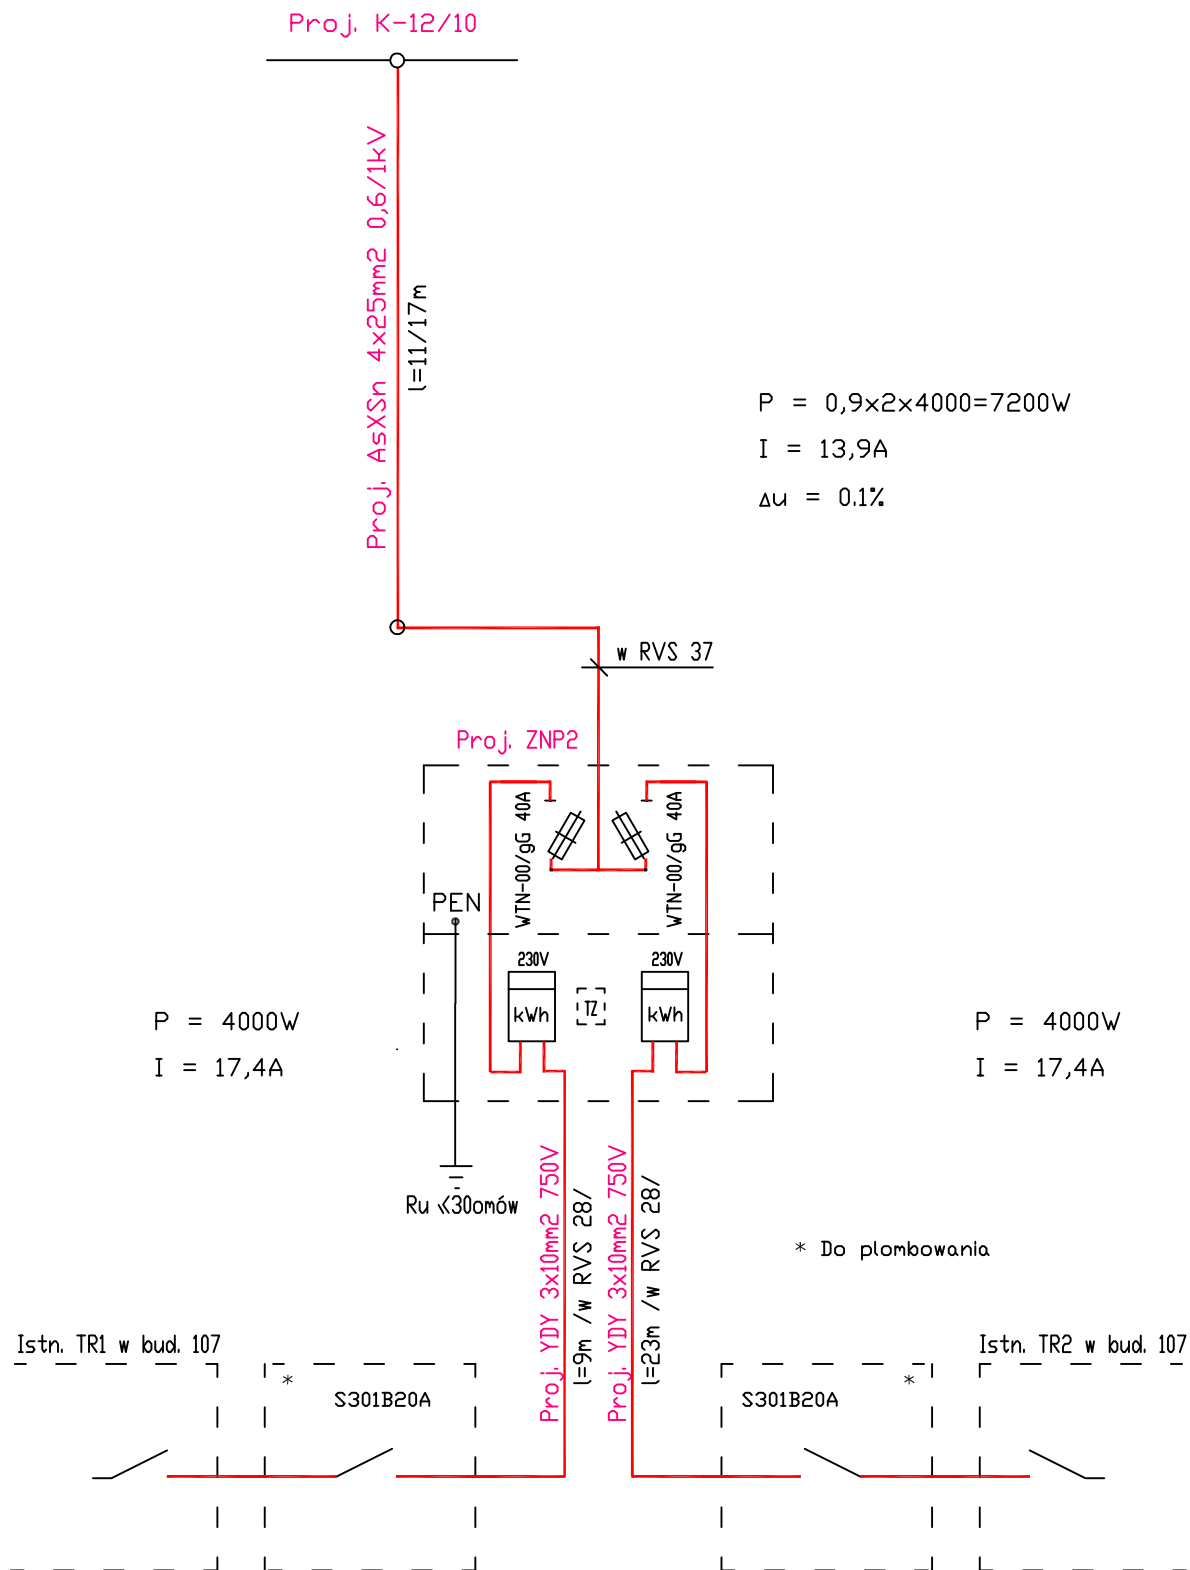 Proj. K-12/10
Proj. AsXSn 4x25mm2 0,6/1kV
l=11/17m
P = 0,9x2x4000=7200W
I = 13,9A
Δu = 0.1%
w RVS 37
Proj. ZNP2
WTN-00/gG 40A
WTN-00/gG 40A
PEN
230V
230V
kWh
TZ
kWh
P = 4000W
I = 17,4A
P = 4000W
I = 17,4A
Ru ≪30omów
Proj. YDY 3x10mm2 750V
l=9m /w RVS 28/
Proj. YDY 3x10mm2 750V
l=23m /w RVS 28/
* Do plombowania
Istn. TR1 w bud. 107
Istn. TR2 w bud. 107
*
S301B20A
S301B20A
*